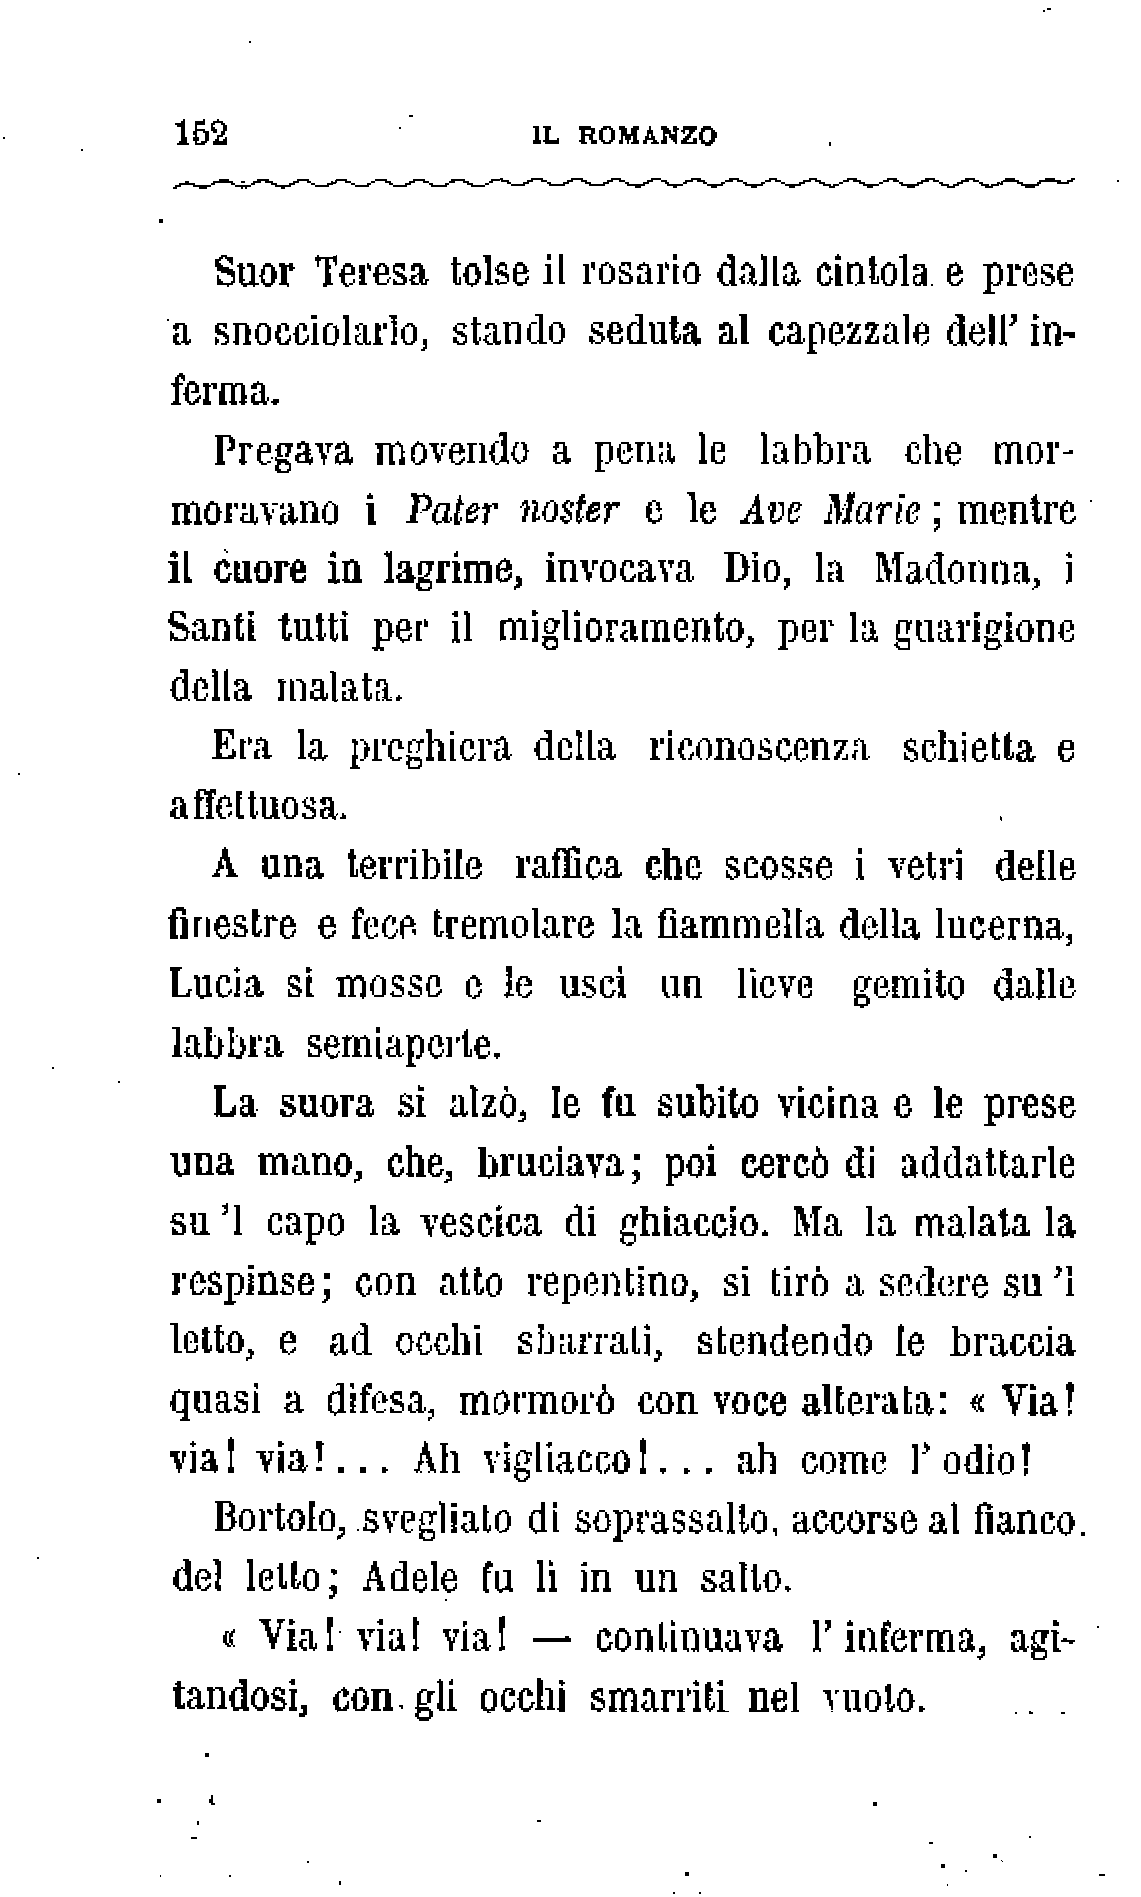 152 IL ROMANZO
Suor Teresa tolse il rosario dalla cintola e prese
a snocciolarlo, stando seduta al capezzale dell' in-
ferma.
Pregava movendo a pena le labbra che mor-
moravano i Pater noster e le Ave Marie; mentre
il cuore in lagrime, invocava Dio, la Madonna, i
Santi tutti per il miglioramento, per la guarigione
della malata.
Era la preghiera della riconoscenza schietta e
affettuosa.
A una terribile raffica che scosse i vetri delle
finestre e fece tremolare la fiammella della lucerna,
Lucia si mosse e le uscì un lieve gemito dalle
labbra semiaperte.
La suora si alzò, le fu subito vicina e le prese
una mano, che, bruciava; poi cercò di addattarle
su 'l capo la vescica di ghiaccio. Ma la malata la
respinse; con atto repentino, si tirò a sedere su 'l
letto, e ad occhi sbarrati, stendendo le braccia
quasi a difesa, mormorò con voce alterata: « Via!
via! via!... Ah vigliacco!... ah come l' odio!
Bortolo, svegliato di soprassalto, accorse al fianco
del letto; Adele fu lì in un salto.
« Via! via! via! — continuava l' inferma, agi-
tandosi, con gli occhi smarriti nel vuoto.